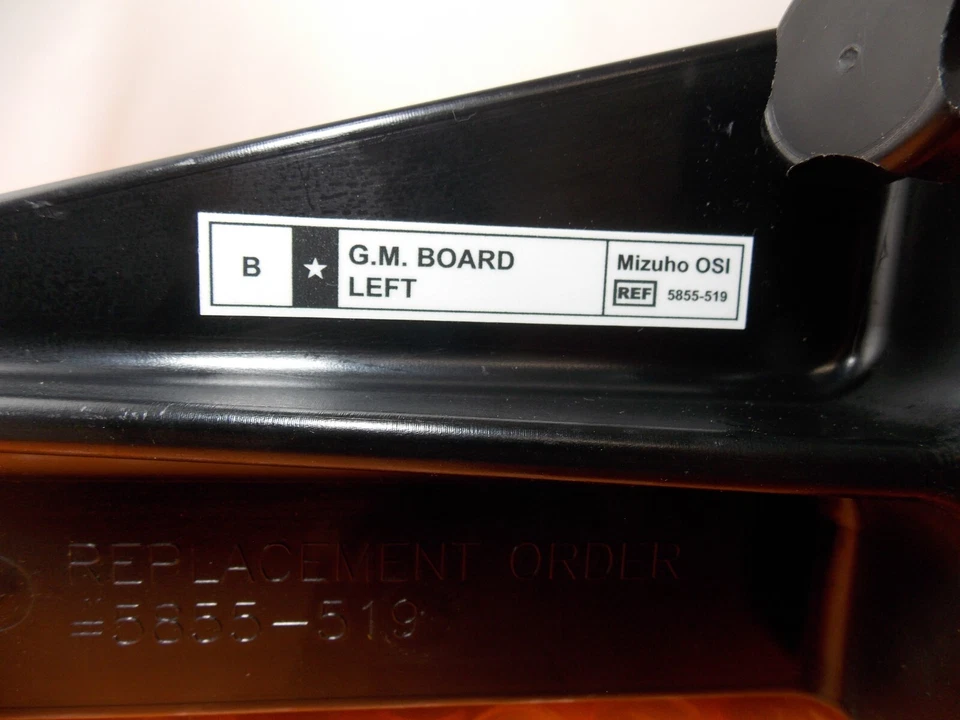 B
★
G.M. BOARD
LEFT
Mizuho OSI
REF 5855-519
REPLACEMENT ORDER
#5855-519